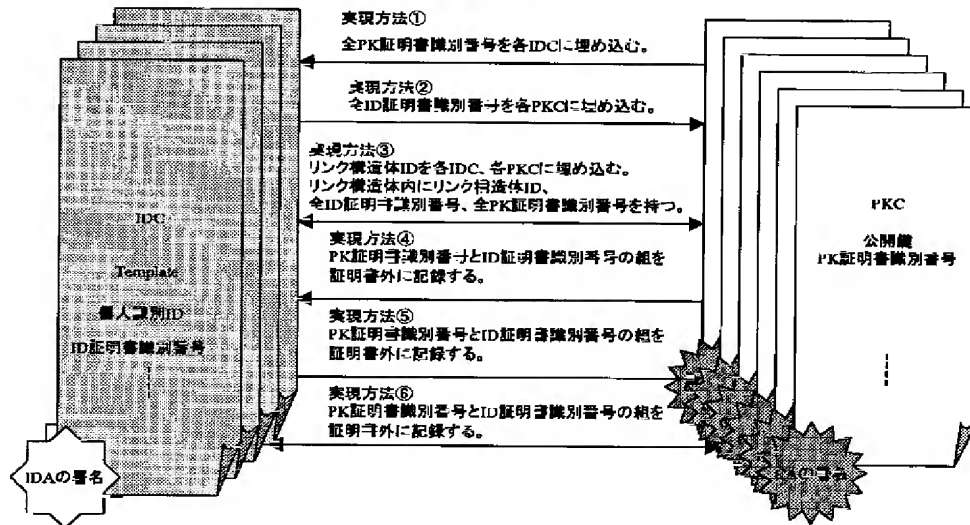 実現方法①
全PK証明書識別番号を各IDCに埋め込む。
実現方法②
全ID証明書識別番号を各PKCに埋め込む。
実現方法③
リンク構造体IDを各IDC、各PKCに埋め込む。
リンク構造体内にリンク構造体ID、
全ID証明書識別番号、全PK証明書識別番号を持つ。
実現方法④
PK証明書識別番号とID証明書識別番号の組を
証明書外に記録する。
実現方法⑤
PK証明書識別番号とID証明書識別番号の組を
証明書外に記録する。
実現方法⑥
PK証明書識別番号とID証明書識別番号の組を
証明書外に記録する。
IDC
Template
個人識別ID
ID証明書識別番号
IDAの署名
PKC
公開鍵
PK証明書識別番号